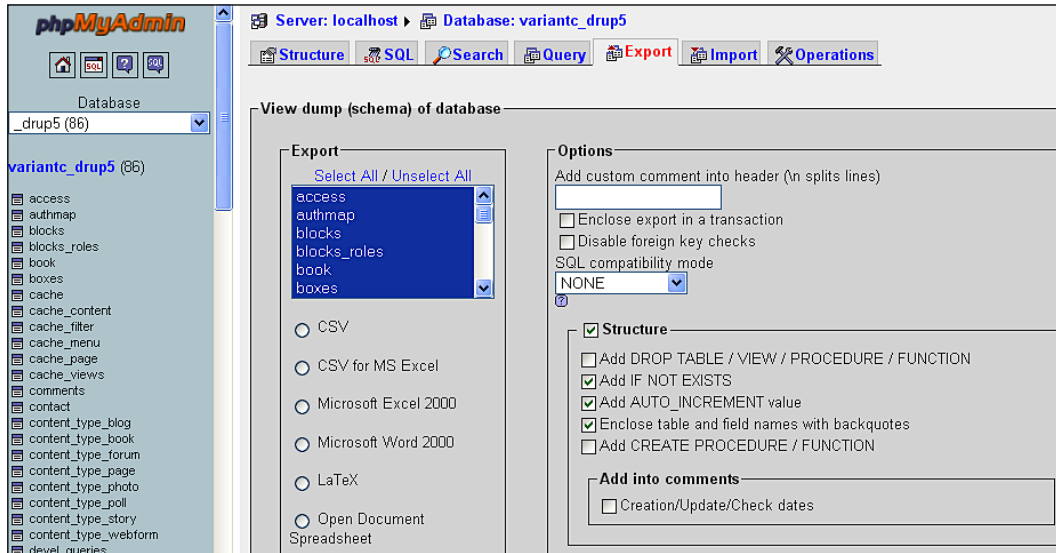 phpMyAdmin
SQL
SQL
Database
_drup5 (86)
variantc_drup5 (86)
access
authmap
blocks
blocks_roles
book
boxes
cache
cache_content
cache_filter
cache_menu
cache_page
cache_views
comments
contact
content_type_blog
content_type_book
content_type_forum
content_type_page
content_type_photo
content_type_poll
content_type_story
content_type_webform
devel_queries
Server: localhost Database: variantc_drup5
Structure SQL Search Query Export Import Operations
View dump (schema) of database
Export
Select All / Unselect All
access
authmap
blocks
blocks_roles
book
boxes
CSV
CSV for MS Excel
Microsoft Excel 2000
Microsoft Word 2000
LaTeX
Open Document
Spreadsheet
Options
Add custom comment into header (\n splits lines)
Enclose export in a transaction
Disable foreign key checks
SQL compatibility mode
NONE
Structure
Add DROP TABLE / VIEW / PROCEDURE / FUNCTION
Add IF NOT EXISTS
Add AUTO_INCREMENT value
Enclose table and field names with backquotes
Add CREATE PROCEDURE / FUNCTION
Add into comments
Creation/Update/Check dates